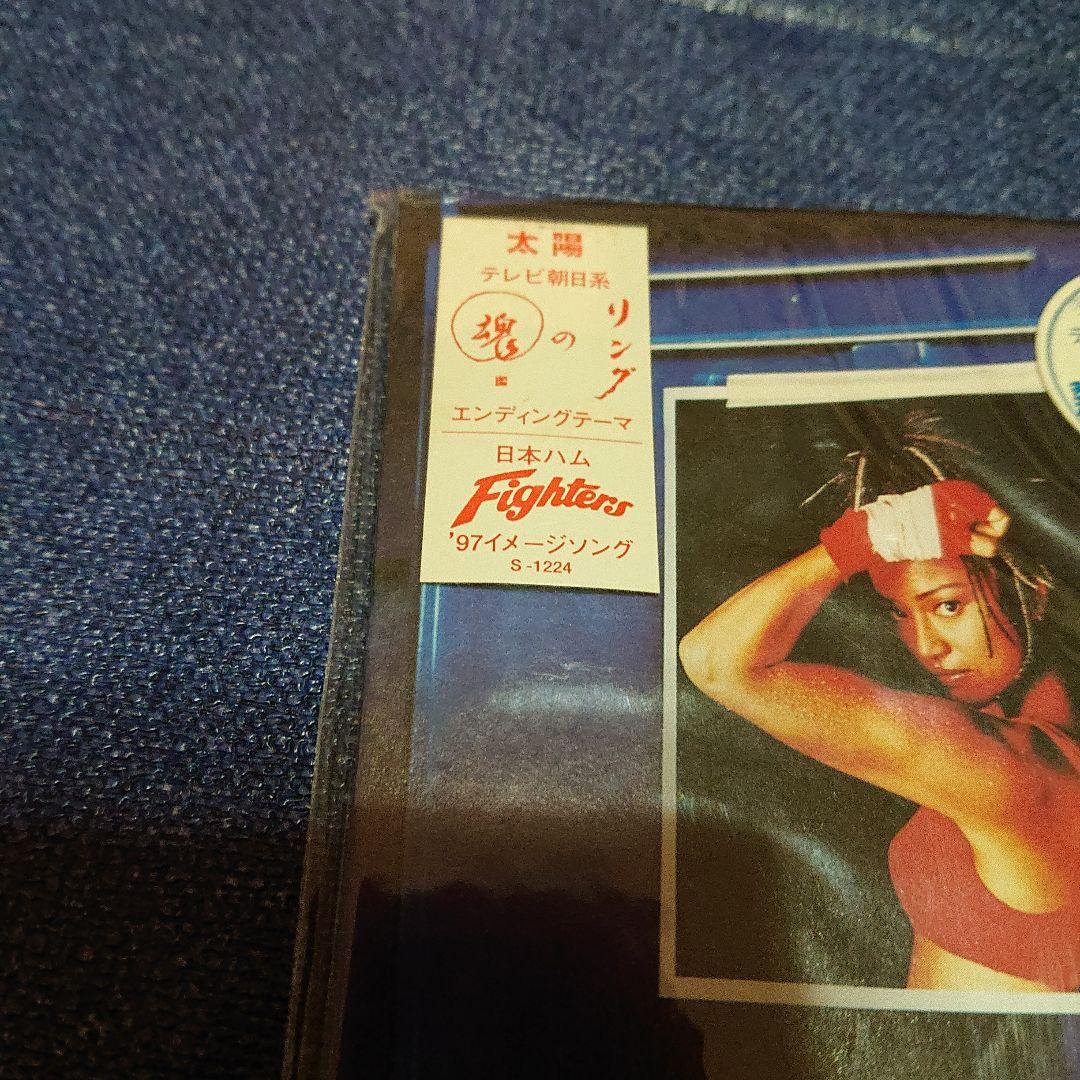 太陽
テレビ朝日系
魂のリング
エンディングテーマ
日本ハム
Fighters
'97イメージソング
S-1224